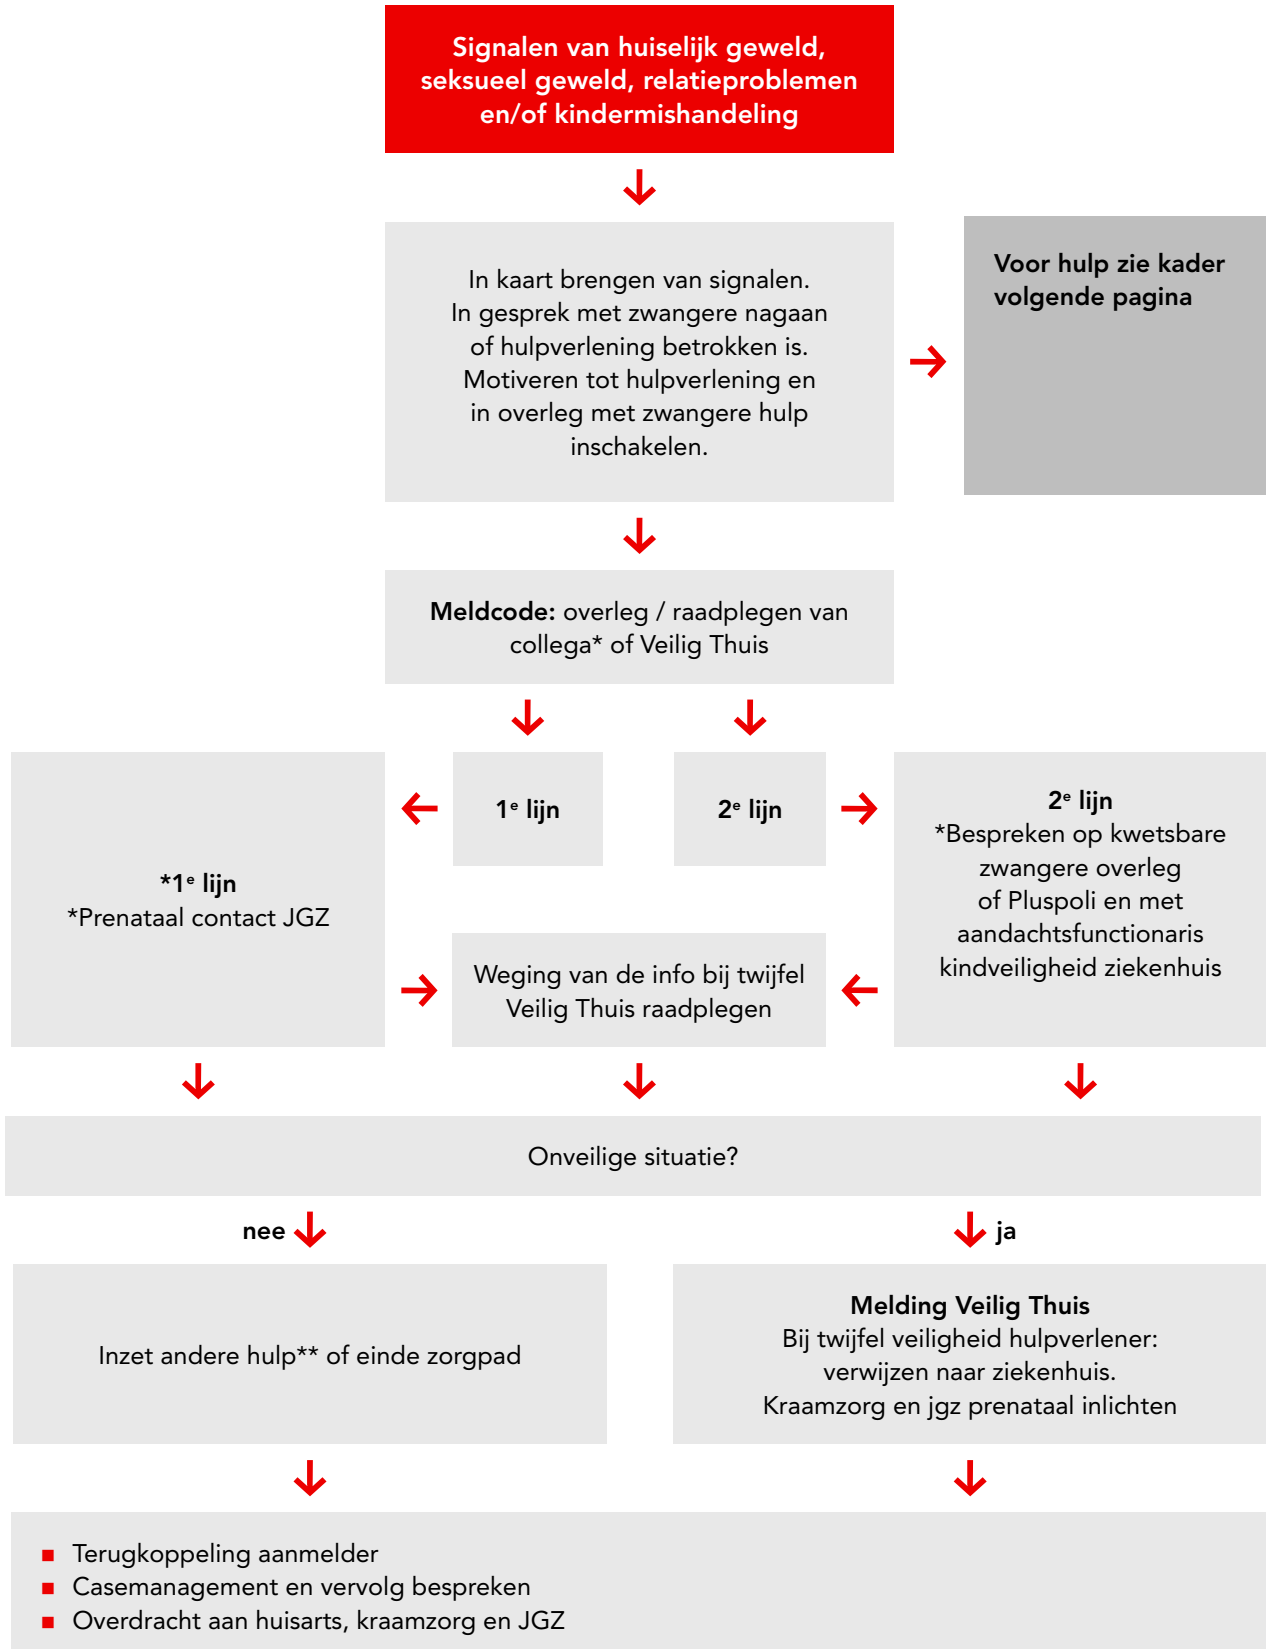 Signalen van huiselijk geweld,
seksueel geweld, relatieproblemen
en/of kindermishandeling
In kaart brengen van signalen.
In gesprek met zwangere nagaan
of hulpverlening betrokken is.
Motiveren tot hulpverlening en
in overleg met zwangere hulp
inschakelen.
Voor hulp zie kader
volgende pagina
Meldcode: overleg / raadplegen van
collega* of Veilig Thuis
1e lijn
2e lijn
*1e lijn
*Prenataal contact JGZ
2e lijn
*Bespreken op kwetsbare
zwangere overleg
of Pluspoli en met
aandachtsfunctionaris
kindveiligheid ziekenhuis
Weging van de info bij twijfel
Veilig Thuis raadplegen
Onveilige situatie?
nee
ja
Inzet andere hulp** of einde zorgpad
Melding Veilig Thuis
Bij twijfel veiligheid hulpverlener:
verwijzen naar ziekenhuis.
Kraamzorg en jgz prenataal inlichten
■ Terugkoppeling aanmelder
■ Casemanagement en vervolg bespreken
■ Overdracht aan huisarts, kraamzorg en JGZ